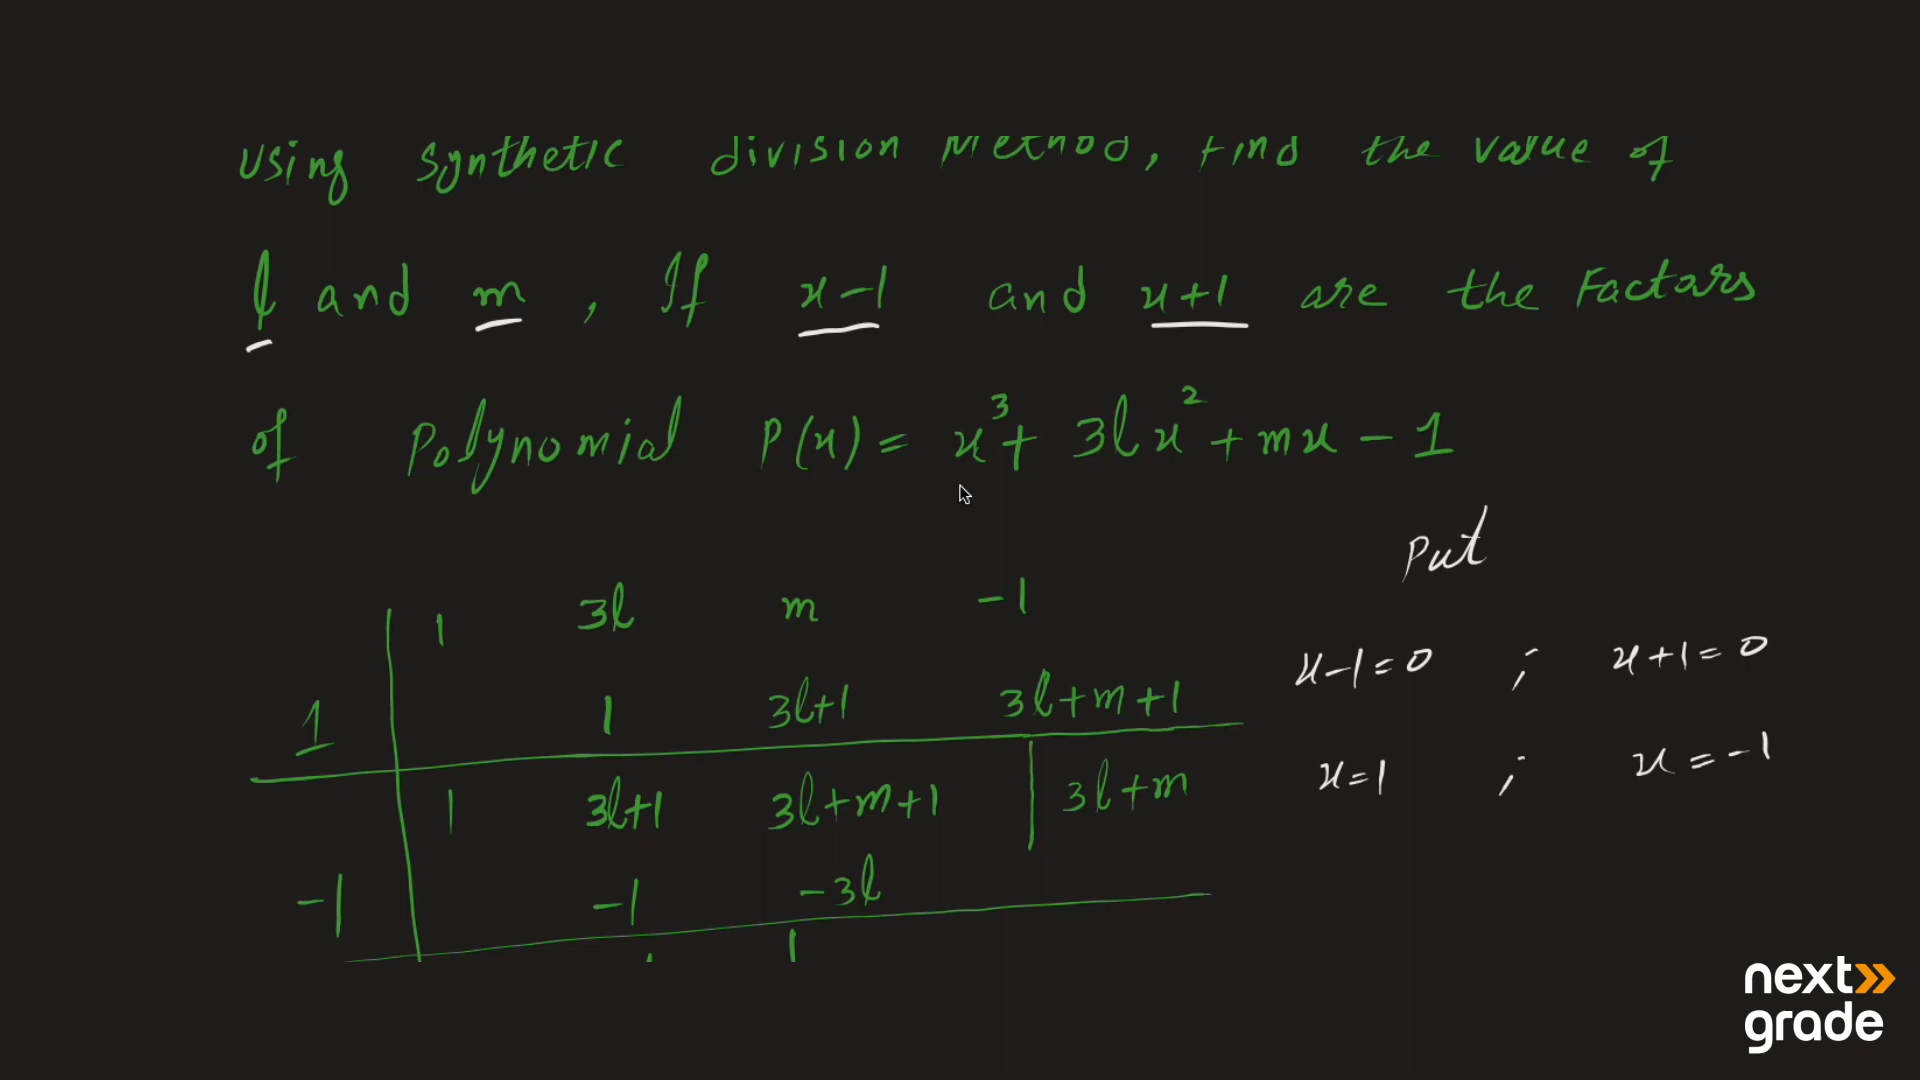 Using synthetic division Method, Find the value of
l and m, If x-1 and x+1 are the Factors
of Polynomial P(x) = x³ + 3lx² + mx - 1
Put
1 3l m -1
x-1=0 ; x+1=0
1 1 3l+1 3l+m+1
x=1 ; x=-1
1 3l+1 3l+m+1 3l+m
-1 -1 -3l
next
grade